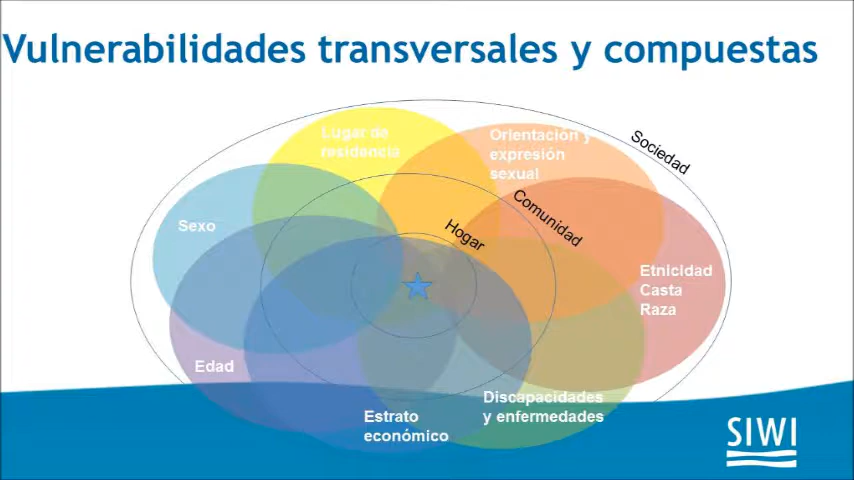 Vulnerabilidades transversales y compuestas
Lugar de
residencia
Orientación y
expresión
sexual
Sociedad
Comunidad
Hogar
Sexo
Etnicidad
Casta
Raza
Edad
Discapacidades
y enfermedades
Estrato
económico
SIWI